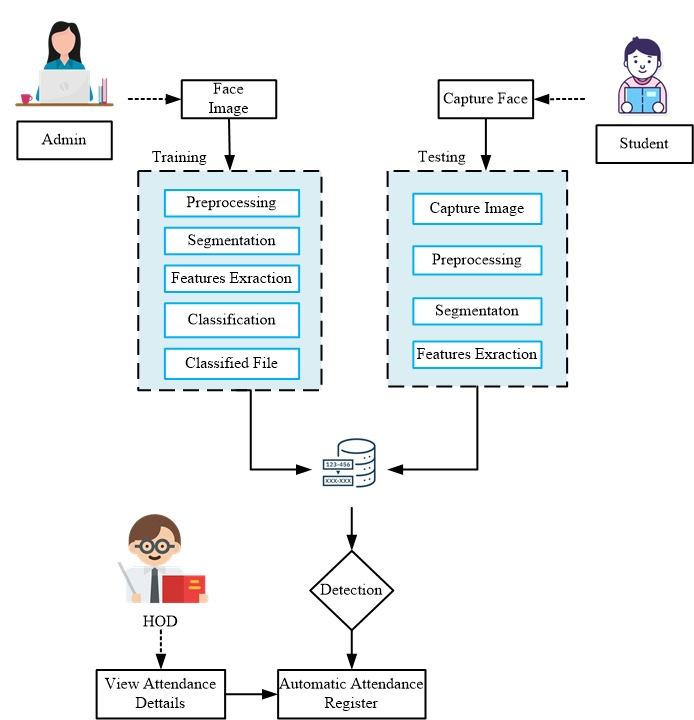 Face
Image
Capture Face
Admin
Student
Training
Testing
Preprocessing
Segmentation
Features Exraction
Classification
Classified File
Capture Image
Preprocessing
Segmentaton
Features Exraction
123-456
XXX-XXX
Detection
HOD
View Attendance
Dettails
Automatic Attendance
Register